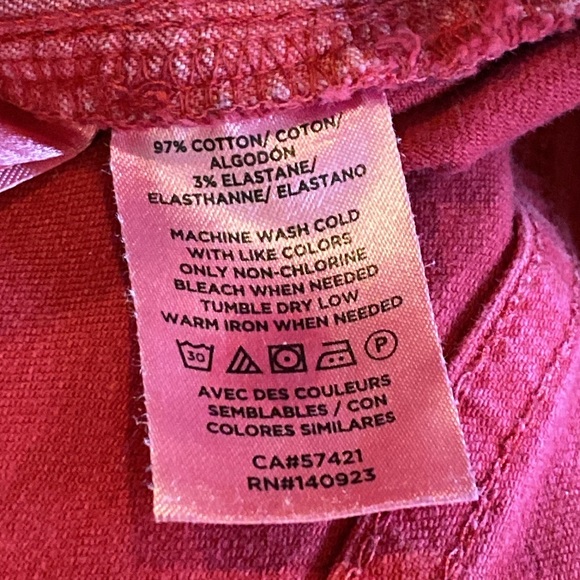 97% COTTON/ COTON/
ALGODÓN
3% ELASTANE/
ELASTHANNE/ ELASTANO
MACHINE WASH COLD
WITH LIKE COLORS
ONLY NON-CHLORINE
BLEACH WHEN NEEDED
TUMBLE DRY LOW
WARM IRON WHEN NEEDED
30 P
AVEC DES COULEURS
SEMBLABLES / CON
COLORES SIMILARES
CA#57421
RN#140923